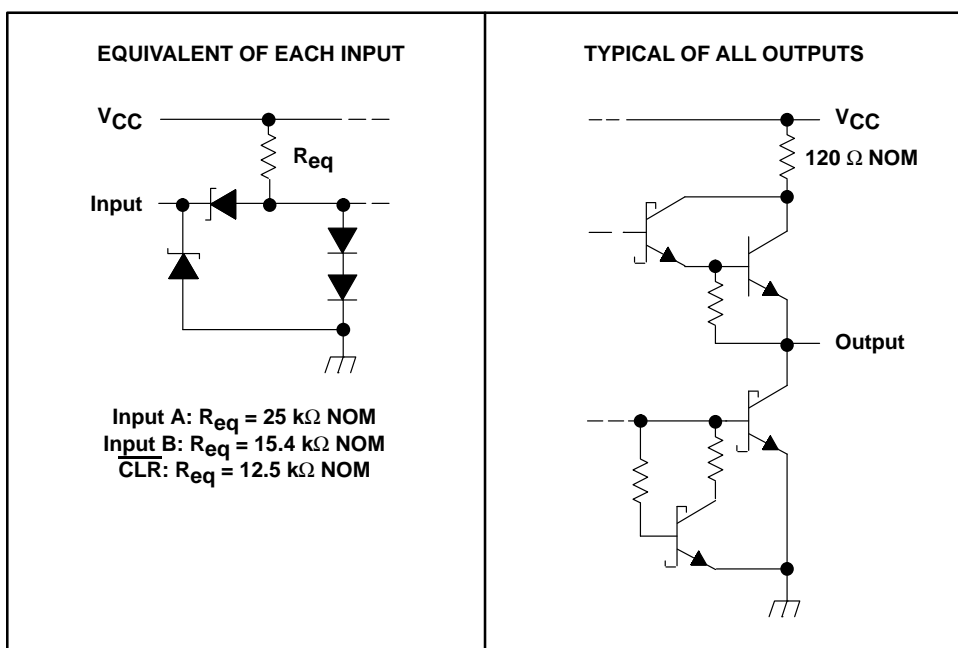 EQUIVALENT OF EACH INPUT
VCC
Req
Input
Input A: Req = 25 kΩ NOM
Input B: Req = 15.4 kΩ NOM
C̅L̅R̅: Req = 12.5 kΩ NOM
TYPICAL OF ALL OUTPUTS
VCC
120 Ω NOM
Output